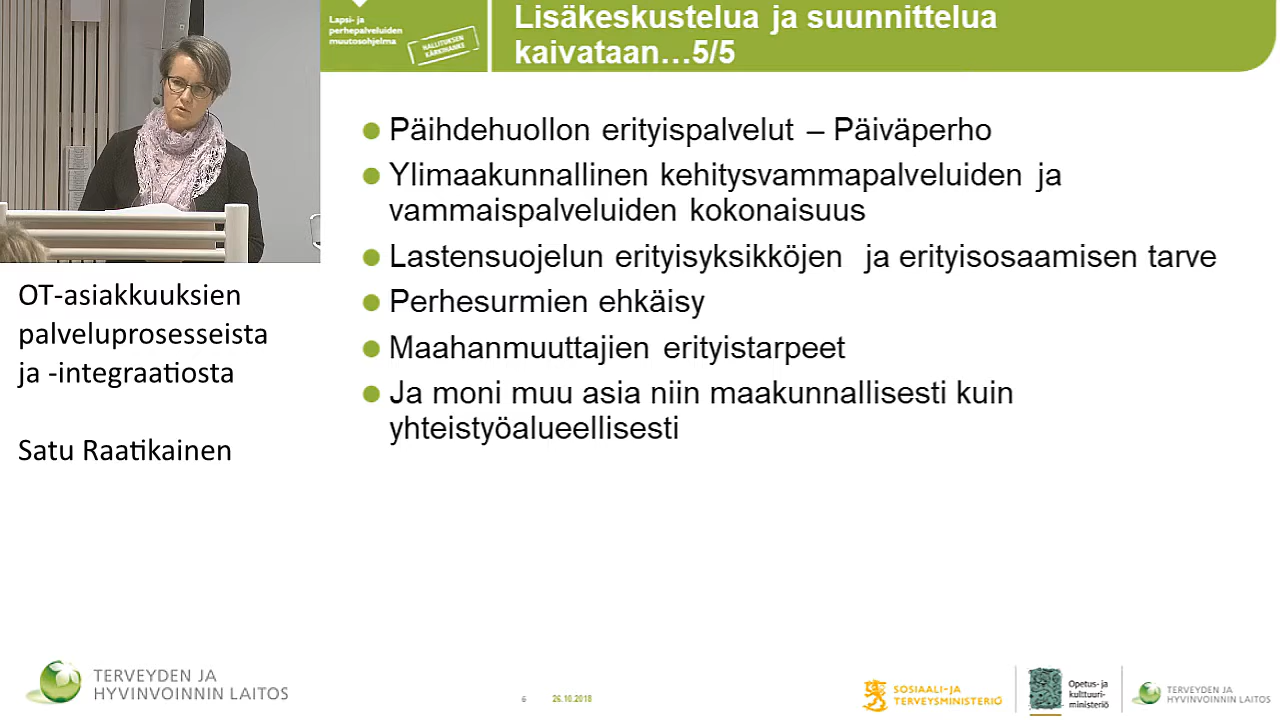 Lapsi- ja
perhepalveluiden
muutosohjelma
HALLITUKSEN
KÄRKIHANKE
Lisäkeskustelua ja suunnittelua
kaivataan…5/5
Päihdehuollon erityispalvelut – Päiväperho
Ylimaakunnallinen kehitysvammapalveluiden ja
vammaispalveluiden kokonaisuus
Lastensuojelun erityisyksikköjen ja erityisosaamisen tarve
Perhesurmien ehkäisy
Maahanmuuttajien erityistarpeet
Ja moni muu asia niin maakunnallisesti kuin
yhteistyöalueellisesti
OT-asiakkuuksien
palveluprosesseista
ja -integraatiosta
Satu Raatikainen
TERVEYDEN JA
HYVINVOINNIN LAITOS
6
26.10.2018
SOSIAALI- JA
TERVEYSMINISTERIÖ
Opetus- ja
kulttuuri-
ministeriö
TERVEYDEN JA
HYVINVOINNIN LAITOS